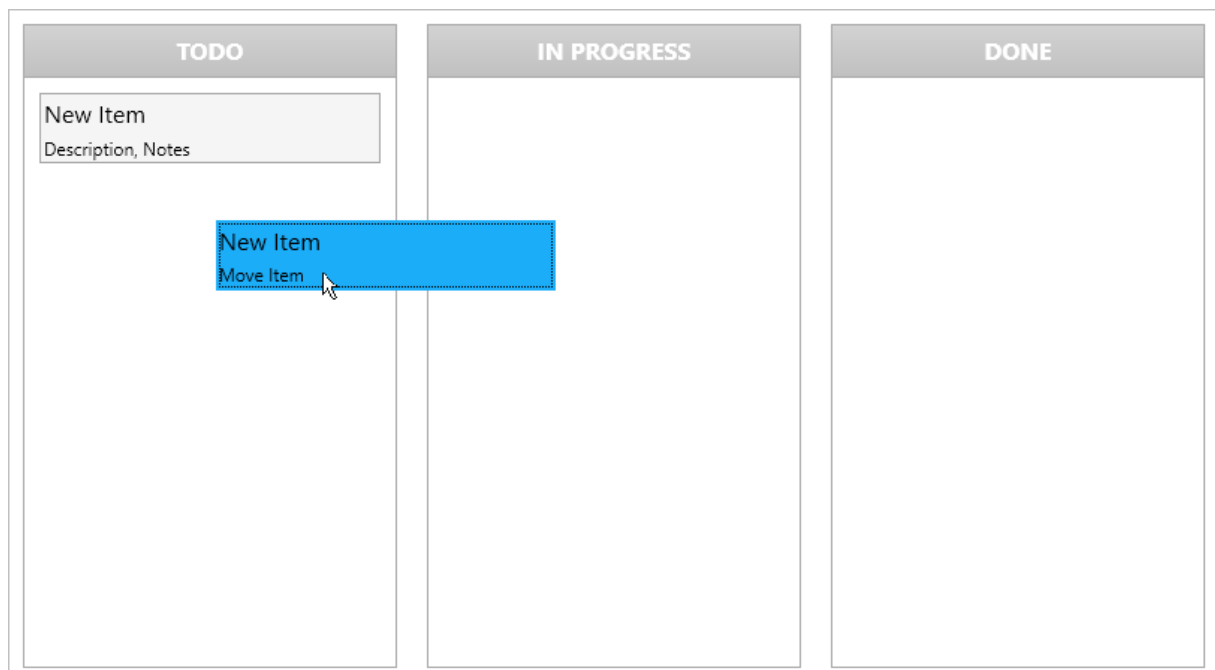 TODO
IN PROGRESS
DONE
New Item
Description, Notes
New Item
Move Item